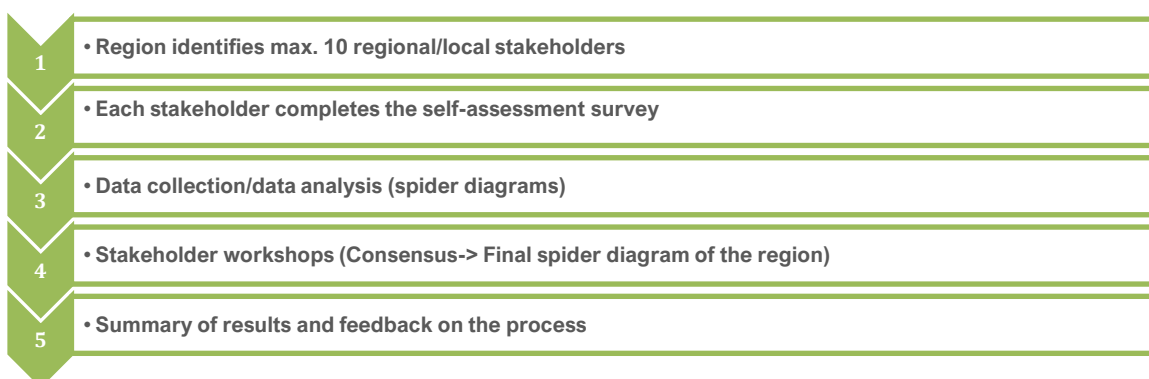 1 • Region identifies max. 10 regional/local stakeholders
2 • Each stakeholder completes the self-assessment survey
3 • Data collection/data analysis (spider diagrams)
4 • Stakeholder workshops (Consensus-> Final spider diagram of the region)
5 • Summary of results and feedback on the process